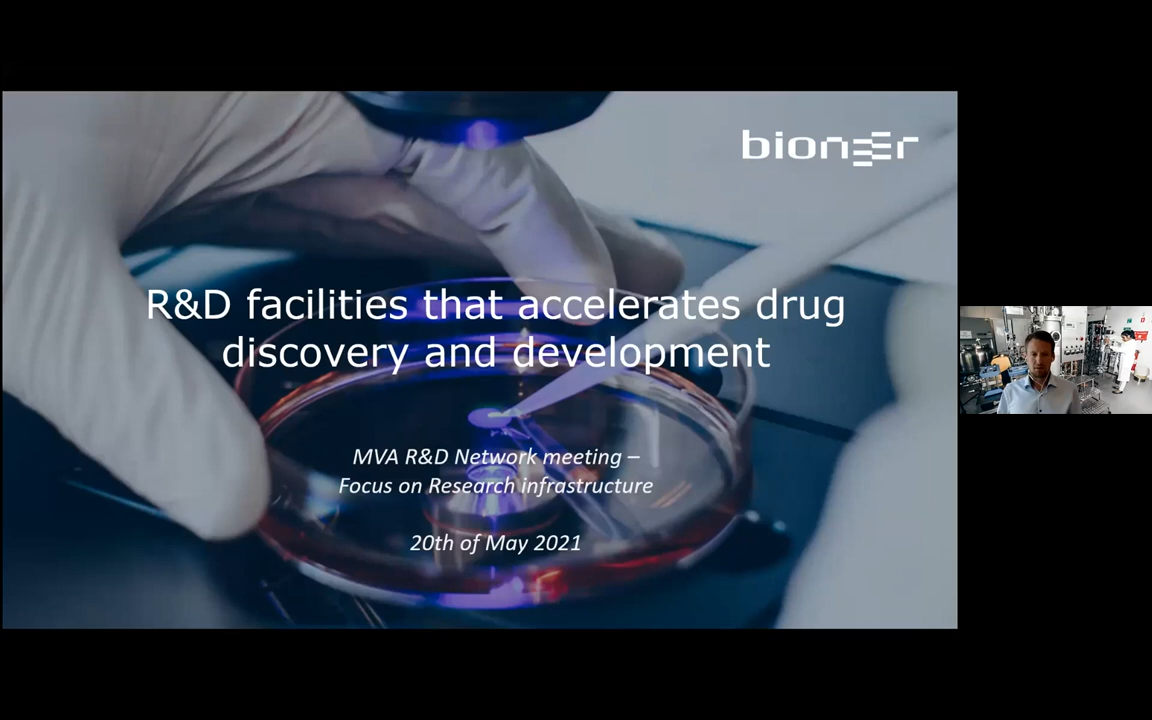 bioneer
R&D facilities that accelerates drug
discovery and development
MVA R&D Network meeting –
Focus on Research infrastructure
20th of May 2021